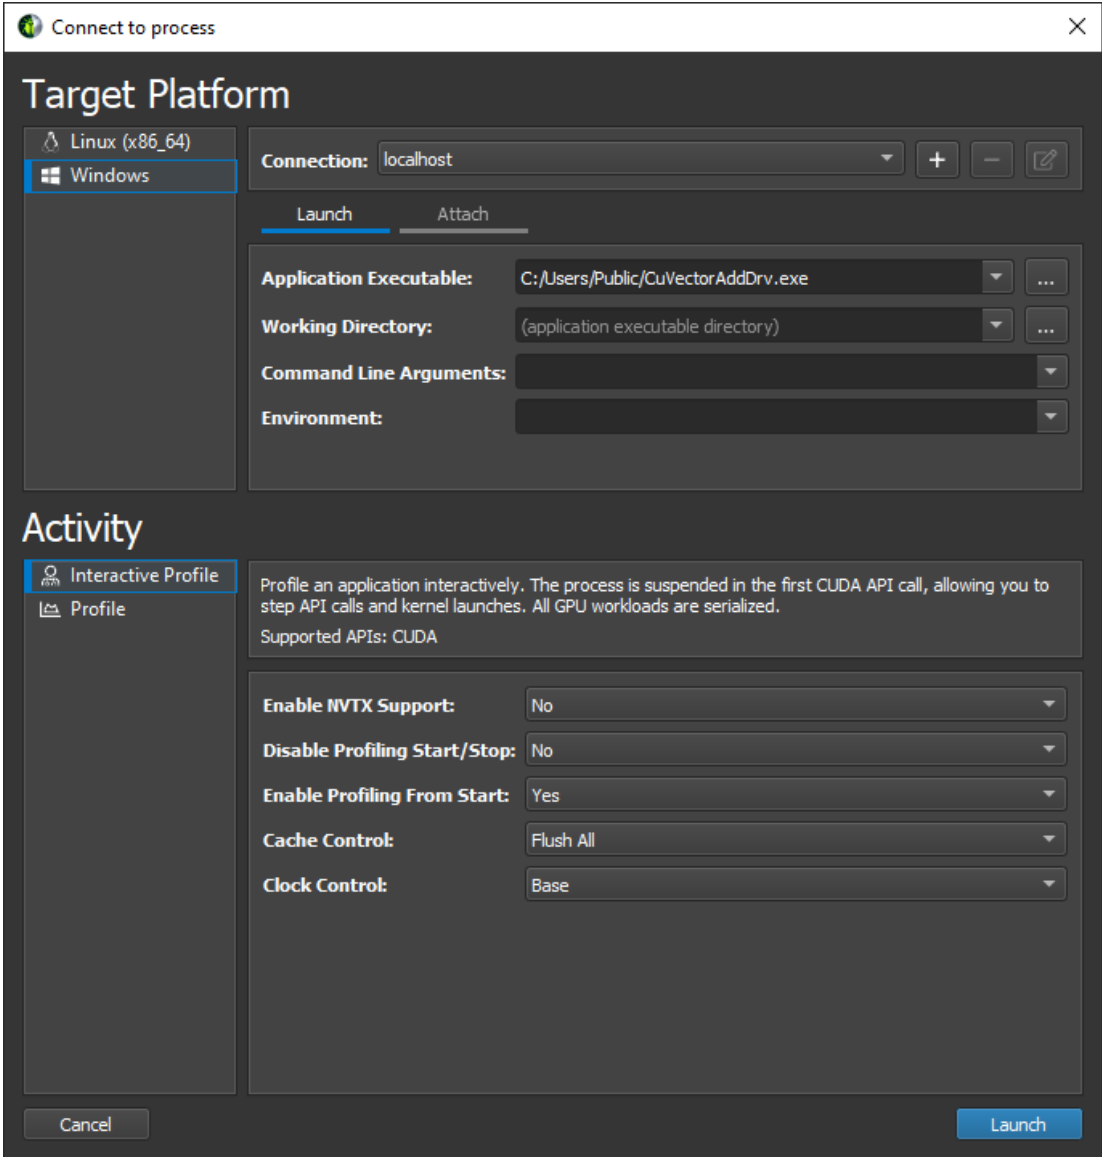 Connect to process
Target Platform
Linux (x86_64)
Windows
Connection: localhost
Launch Attach
Application Executable: C:/Users/Public/CuVectorAddDrv.exe ...
Working Directory: (application executable directory) ...
Command Line Arguments:
Environment:
Activity
Interactive Profile
Profile
Profile an application interactively. The process is suspended in the first CUDA API call, allowing you to
step API calls and kernel launches. All GPU workloads are serialized.
Supported APIs: CUDA
Enable NVTX Support: No
Disable Profiling Start/Stop: No
Enable Profiling From Start: Yes
Cache Control: Flush All
Clock Control: Base
Cancel Launch